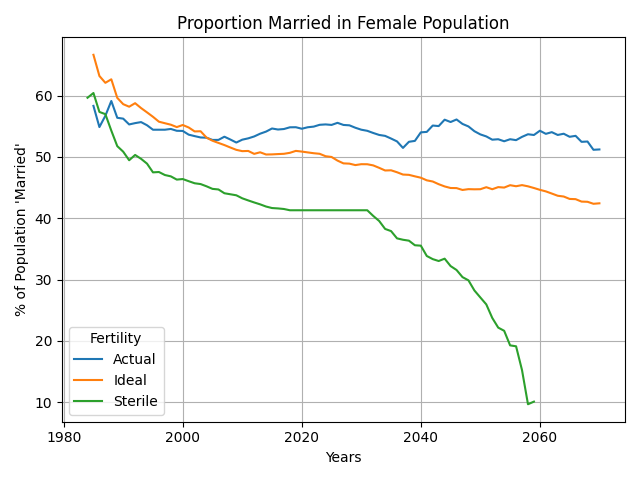 Proportion Married in Female Population
% of Population 'Married'
60
50
40
30
20
10
Fertility
Actual
Ideal
Sterile
1980
2000
2020
2040
2060
Years